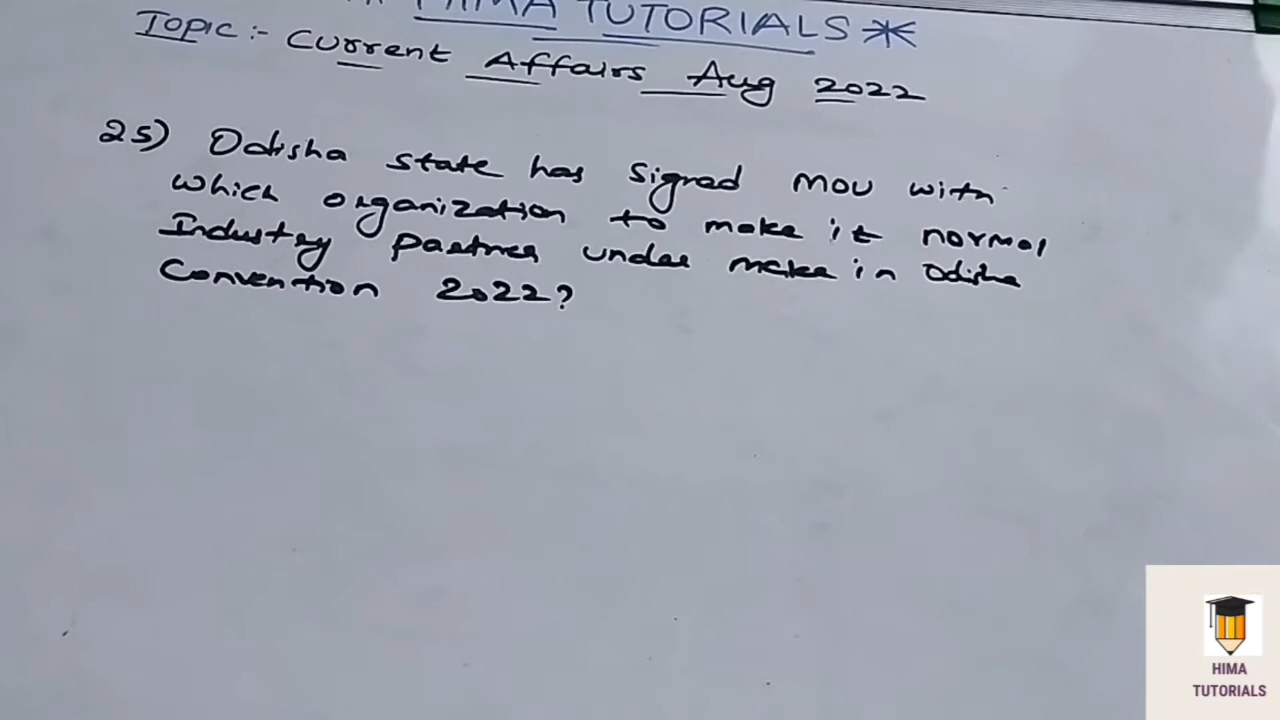 HIMA TUTORIALS *
Topic :- Current Affairs Aug 2022
25) Odisha state has signed MOU with
which organization to make it normal
Industry partner under make in Odisha
Convention 2022?
HIMA
TUTORIALS